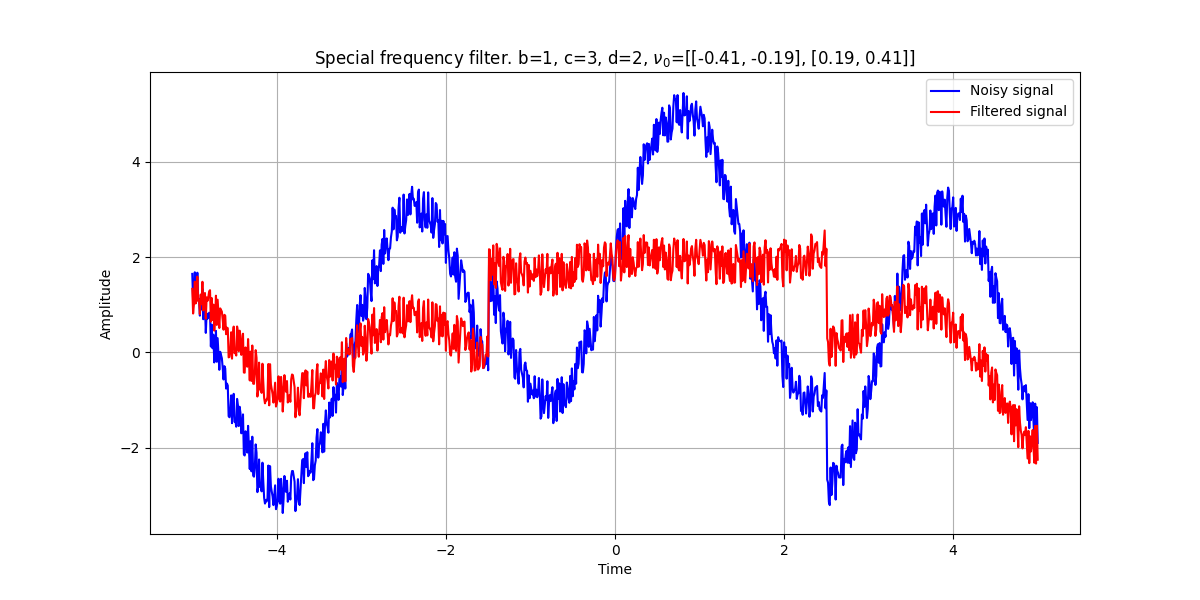 Special frequency filter. b=1, c=3, d=2, ν₀=[[-0.41, -0.19], [0.19, 0.41]]
Noisy signal
Filtered signal
Amplitude
4
2
0
−2
−4
−2
0
2
4
Time